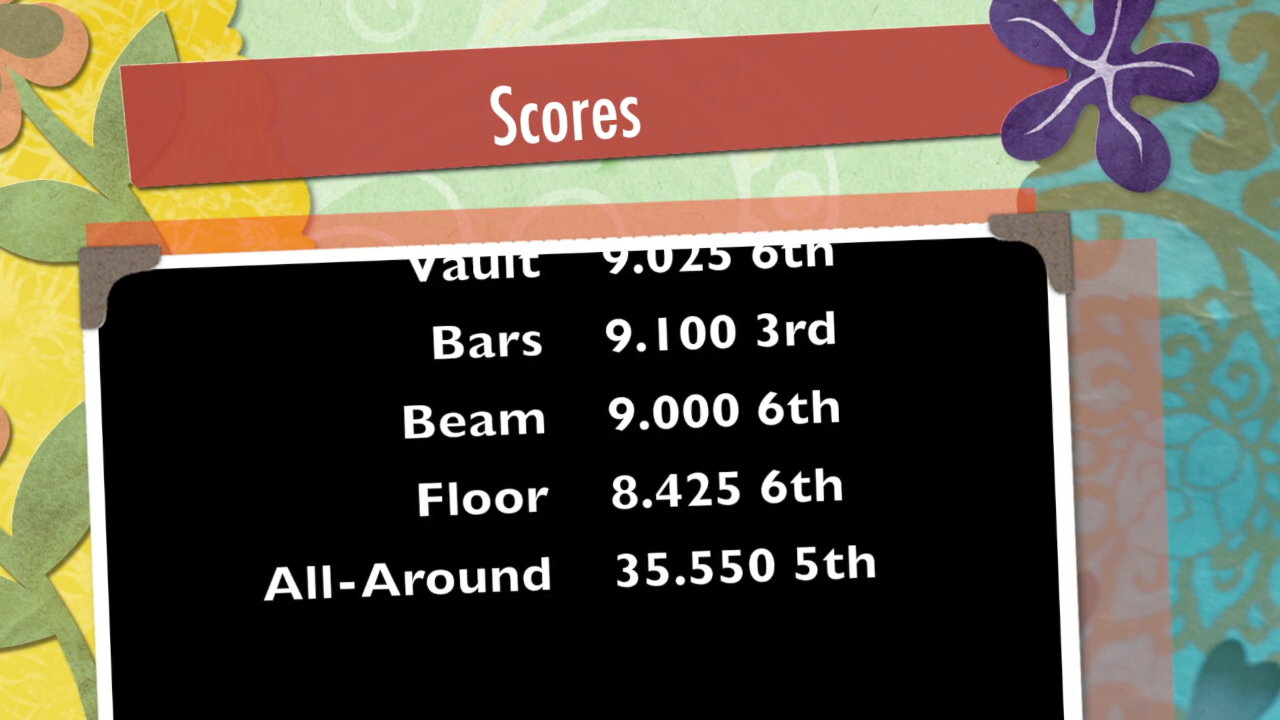 Scores
Vault 9.025 6th
Bars 9.100 3rd
Beam 9.000 6th
Floor 8.425 6th
All-Around 35.550 5th